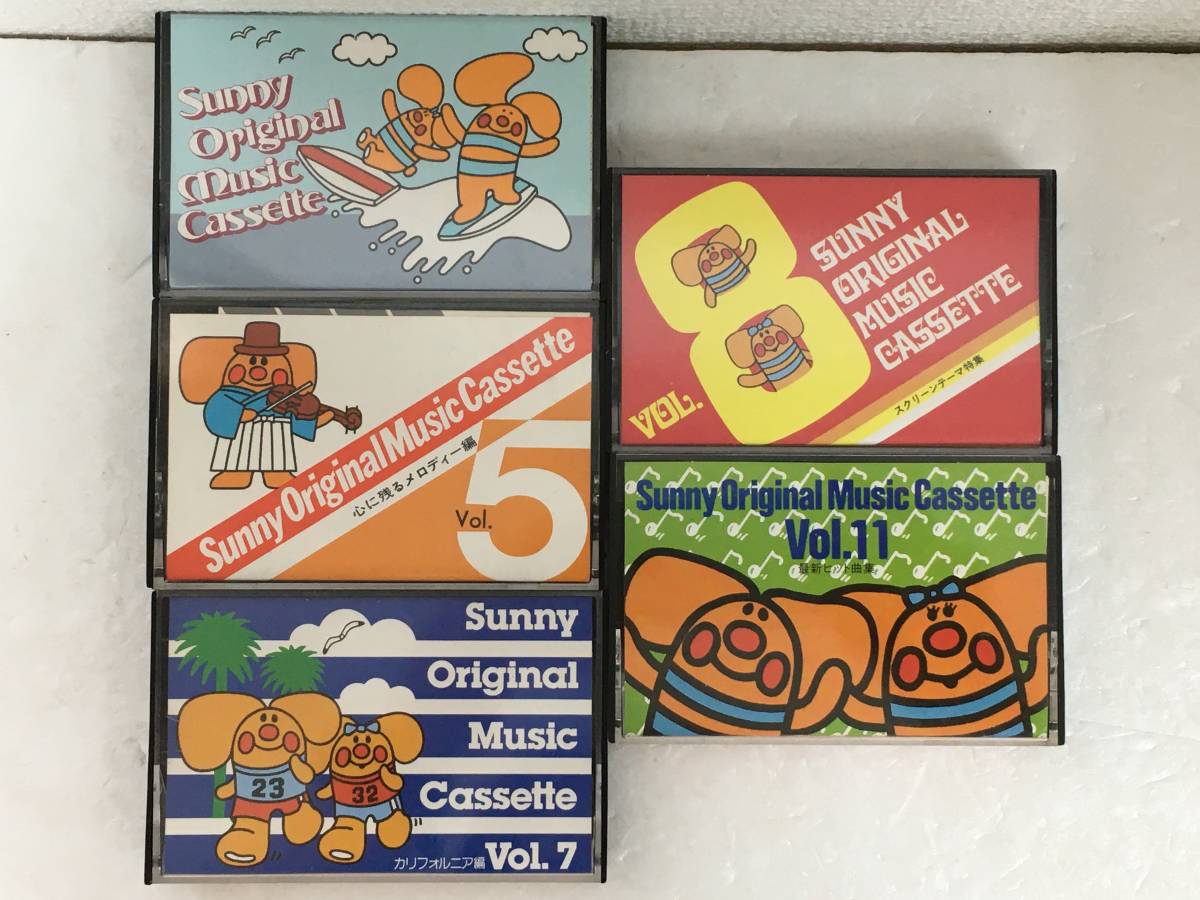 Sunny
Original
Music
Cassette
Sunny Original Music Cassette
心に残るメロディー編
Vol. 5
23
32
Sunny
Original
Music
Cassette
カリフォルニア編 Vol. 7
VOL. 8
SUNNY
ORIGINAL
MUSIC
CASSETTE
スクリーンテーマ特集
Sunny Original Music Cassette
Vol.11
最新ヒット曲集